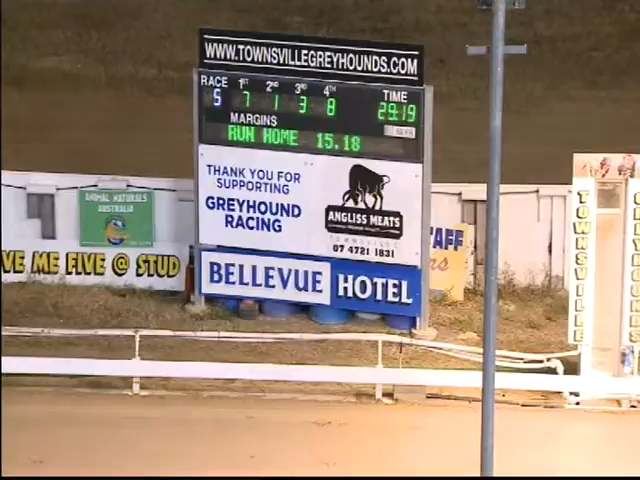 WWW.TOWNSVILLEGREYHOUNDS.COM
RACE 1ST 2ND 3RD 4TH TIME
5 7 1 3 8 29:19
MARGINS
RUN HOME 15.18
THANK YOU FOR
SUPPORTING
GREYHOUND
RACING
ANGLISS MEATS
TOWNSVILLE
07 4721 1831
BELLEVUE HOTEL
ANIMAL NATURALS
AUSTRALIA
VE ME FIVE @ STUD
TAFF
TOWNSVILLE